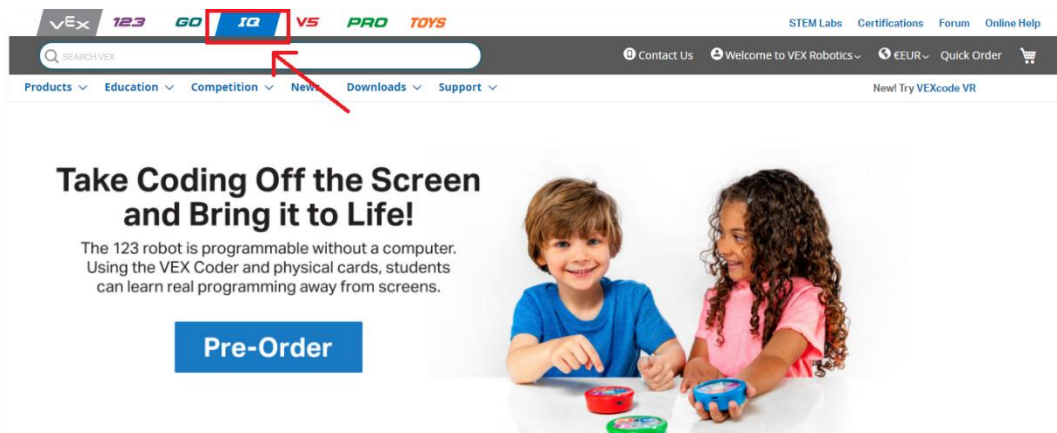 VEX 123 GO IQ V5 PRO TOYS STEM Labs Certifications Forum Online Help
SEARCH VEX Contact Us Welcome to VEX Robotics €EUR Quick Order
Products Education Competition News Downloads Support New! Try VEXcode VR
Take Coding Off the Screen
and Bring it to Life!
The 123 robot is programmable without a computer.
Using the VEX Coder and physical cards, students
can learn real programming away from screens.
Pre-Order